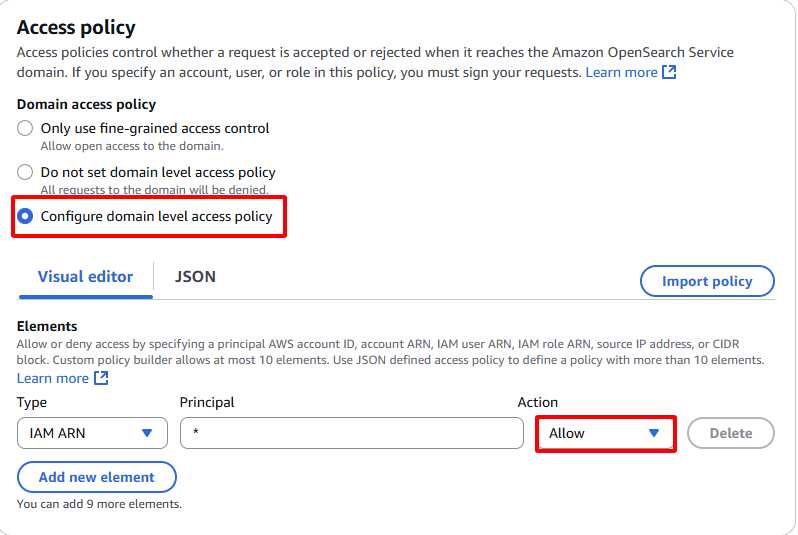 Access policy
Access policies control whether a request is accepted or rejected when it reaches the Amazon OpenSearch Service
domain. If you specify an account, user, or role in this policy, you must sign your requests. Learn more
Domain access policy
Only use fine-grained access control
Allow open access to the domain.
Do not set domain level access policy
All requests to the domain will be denied.
Configure domain level access policy
Visual editor JSON Import policy
Elements
Allow or deny access by specifying a principal AWS account ID, account ARN, IAM user ARN, IAM role ARN, source IP address, or CIDR
block. Custom policy builder allows at most 10 elements. Use JSON defined access policy to define a policy with more than 10 elements.
Learn more
Type Principal Action
IAM ARN * Allow Delete
Add new element
You can add 9 more elements.